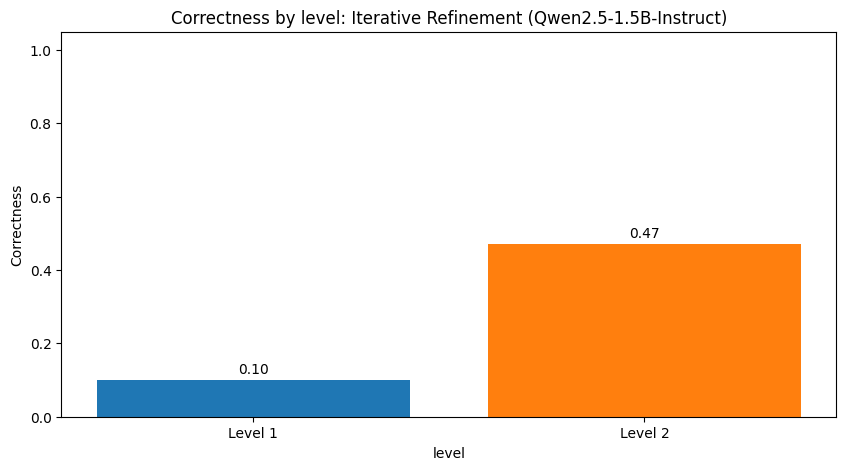 Correctness by level: Iterative Refinement (Qwen2.5-1.5B-Instruct)
1.0
0.8
0.6
0.4
0.2
0.0
Correctness
0.10
0.47
Level 1
Level 2
level